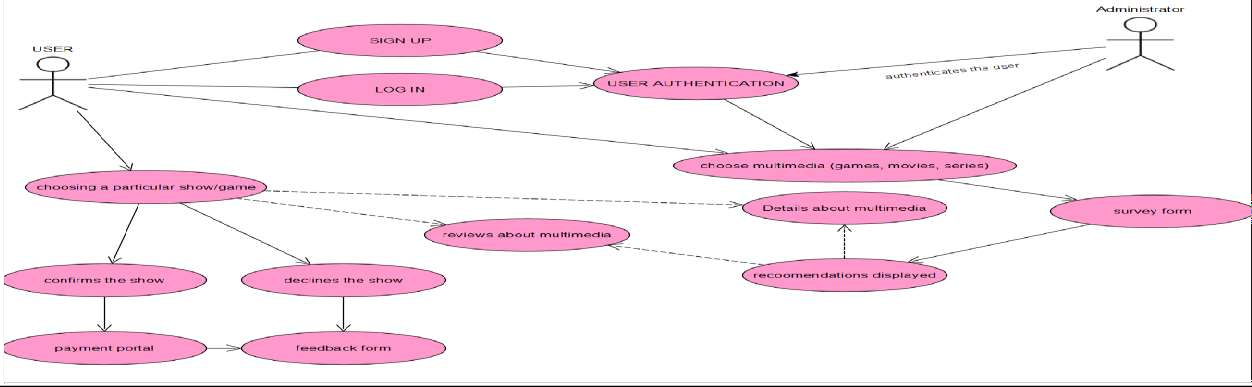 Administrator
SIGN UP
USER
authenticates the user
USER AUTHENTICATION
LOG IN
choose multimedia (games, movies, series)
choosing a particular show/game
Details about multimedia
survey form
reviews about multimedia
recoomendations displayed
confirms the show
declines the show
payment portal
feedback form